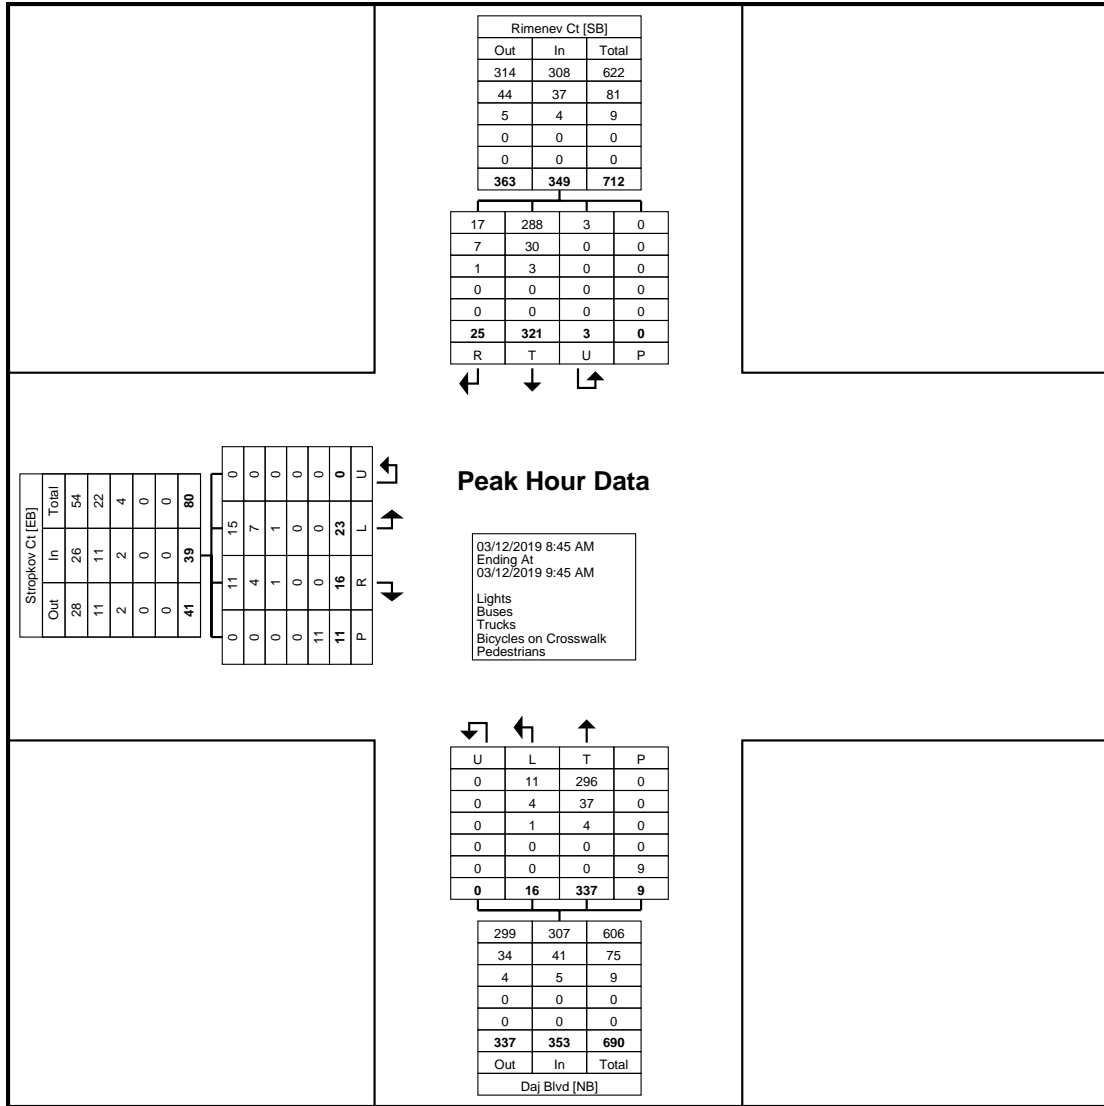 Rimenev Ct [SB]
Out In Total
314 308 622
44 37 81
5 4 9
0 0 0
0 0 0
363 349 712
17 288 3 0
7 30 0 0
1 3 0 0
0 0 0 0
0 0 0 0
25 321 3 0
R T U P
Stropkov Ct [EB]
Out In Total
28 26 54
11 11 22
2 2 4
0 0 0
0 0 0
41 39 80
0 11 15 0
0 4 7 0
0 1 1 0
0 0 0 0
11 0 0 0
11 16 23 0
P R L U
Peak Hour Data
03/12/2019 8:45 AM
Ending At
03/12/2019 9:45 AM
Lights
Buses
Trucks
Bicycles on Crosswalk
Pedestrians
U L T P
0 11 296 0
0 4 37 0
0 1 4 0
0 0 0 0
0 0 0 9
0 16 337 9
299 307 606
34 41 75
4 5 9
0 0 0
0 0 0
337 353 690
Out In Total
Daj Blvd [NB]